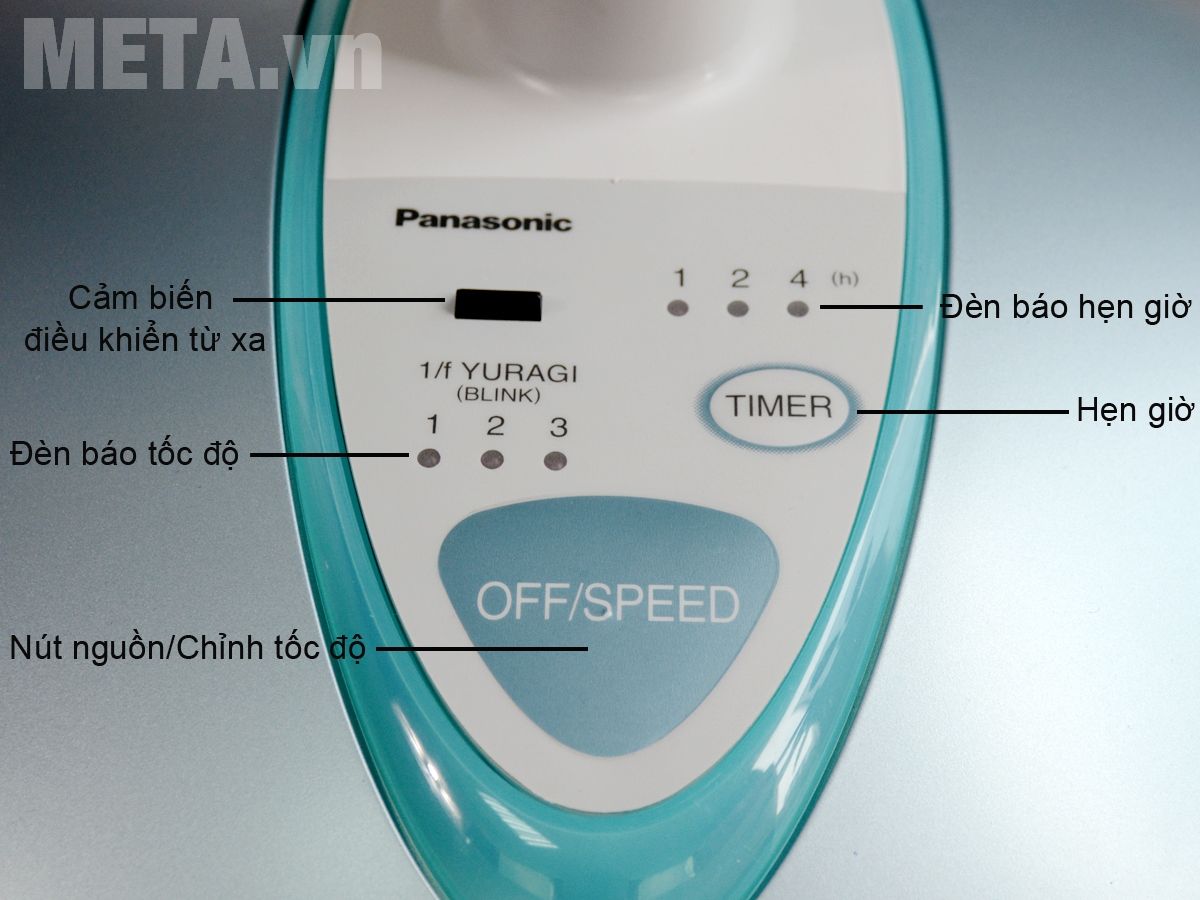 META.vn
Panasonic
Cảm biến
điều khiển từ xa
1 2 4 (h)
Đèn báo hẹn giờ
1/f YURAGI
(BLINK)
1 2 3
TIMER
Hẹn giờ
Đèn báo tốc độ
OFF/SPEED
Nút nguồn/Chỉnh tốc độ